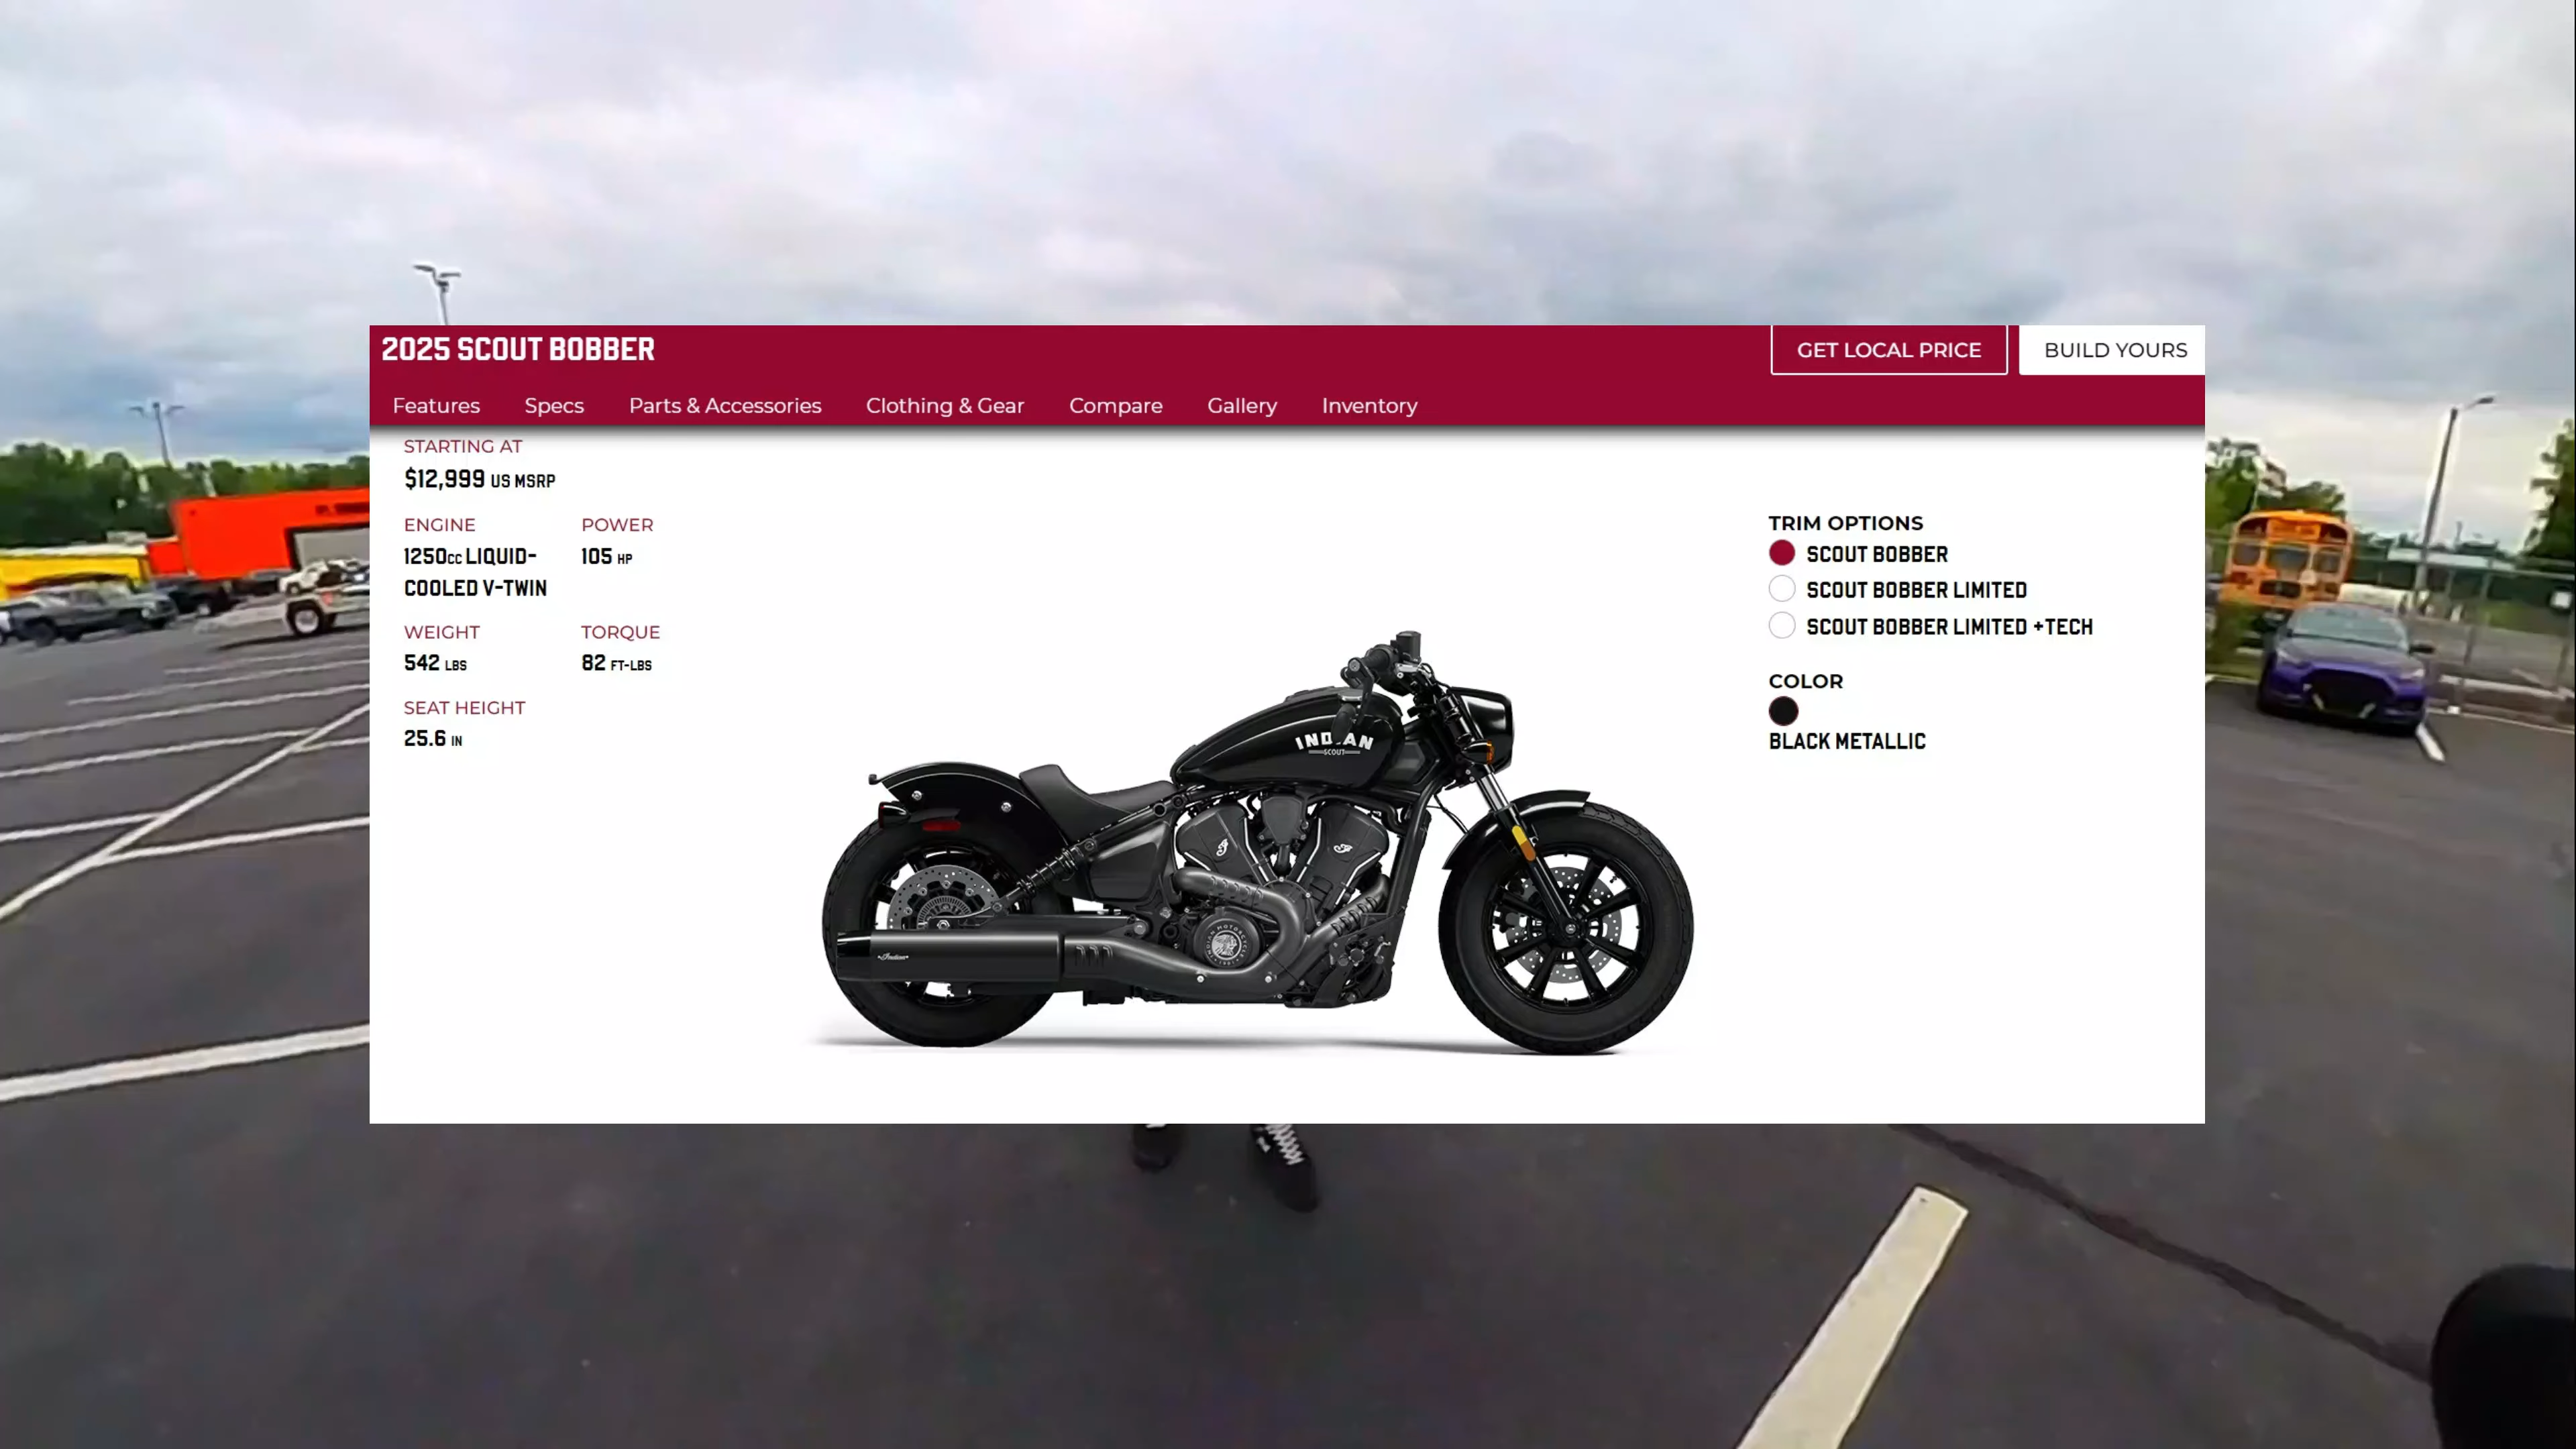 2025 SCOUT BOBBER
GET LOCAL PRICE
BUILD YOURS
Features
Specs
Parts & Accessories
Clothing & Gear
Compare
Gallery
Inventory
STARTING AT
$12,999 US MSRP
ENGINE
1250CC LIQUID-
COOLED V-TWIN
POWER
105 HP
WEIGHT
542 LBS
TORQUE
82 FT-LBS
SEAT HEIGHT
25.6 IN
TRIM OPTIONS
SCOUT BOBBER
SCOUT BOBBER LIMITED
SCOUT BOBBER LIMITED +TECH
COLOR
BLACK METALLIC
INDIAN
SCOUT
Indian